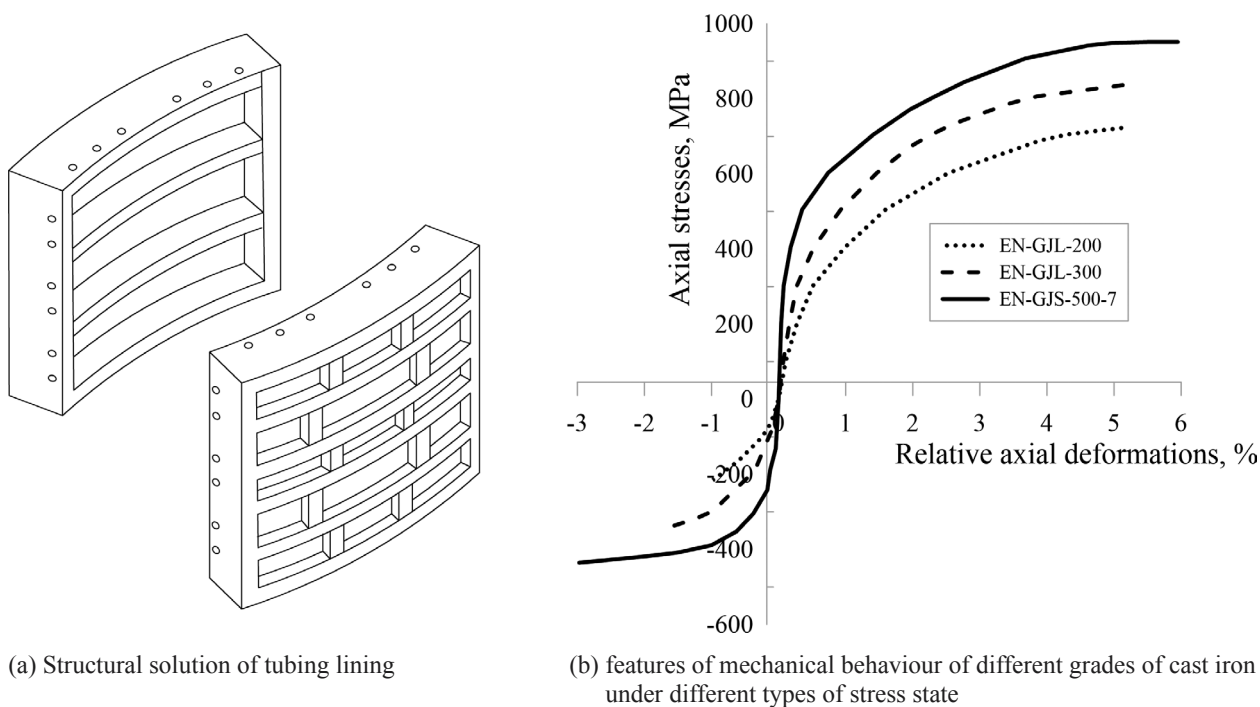 1000
800
600
400
200
0
-200
-400
-600
Axial stresses, MPa
EN-GJL-200
EN-GJL-300
EN-GJS-500-7
-3 -2 -1 0 1 2 3 4 5 6
Relative axial deformations, %
(a) Structural solution of tubing lining
(b) features of mechanical behaviour of different grades of cast iron
under different types of stress state